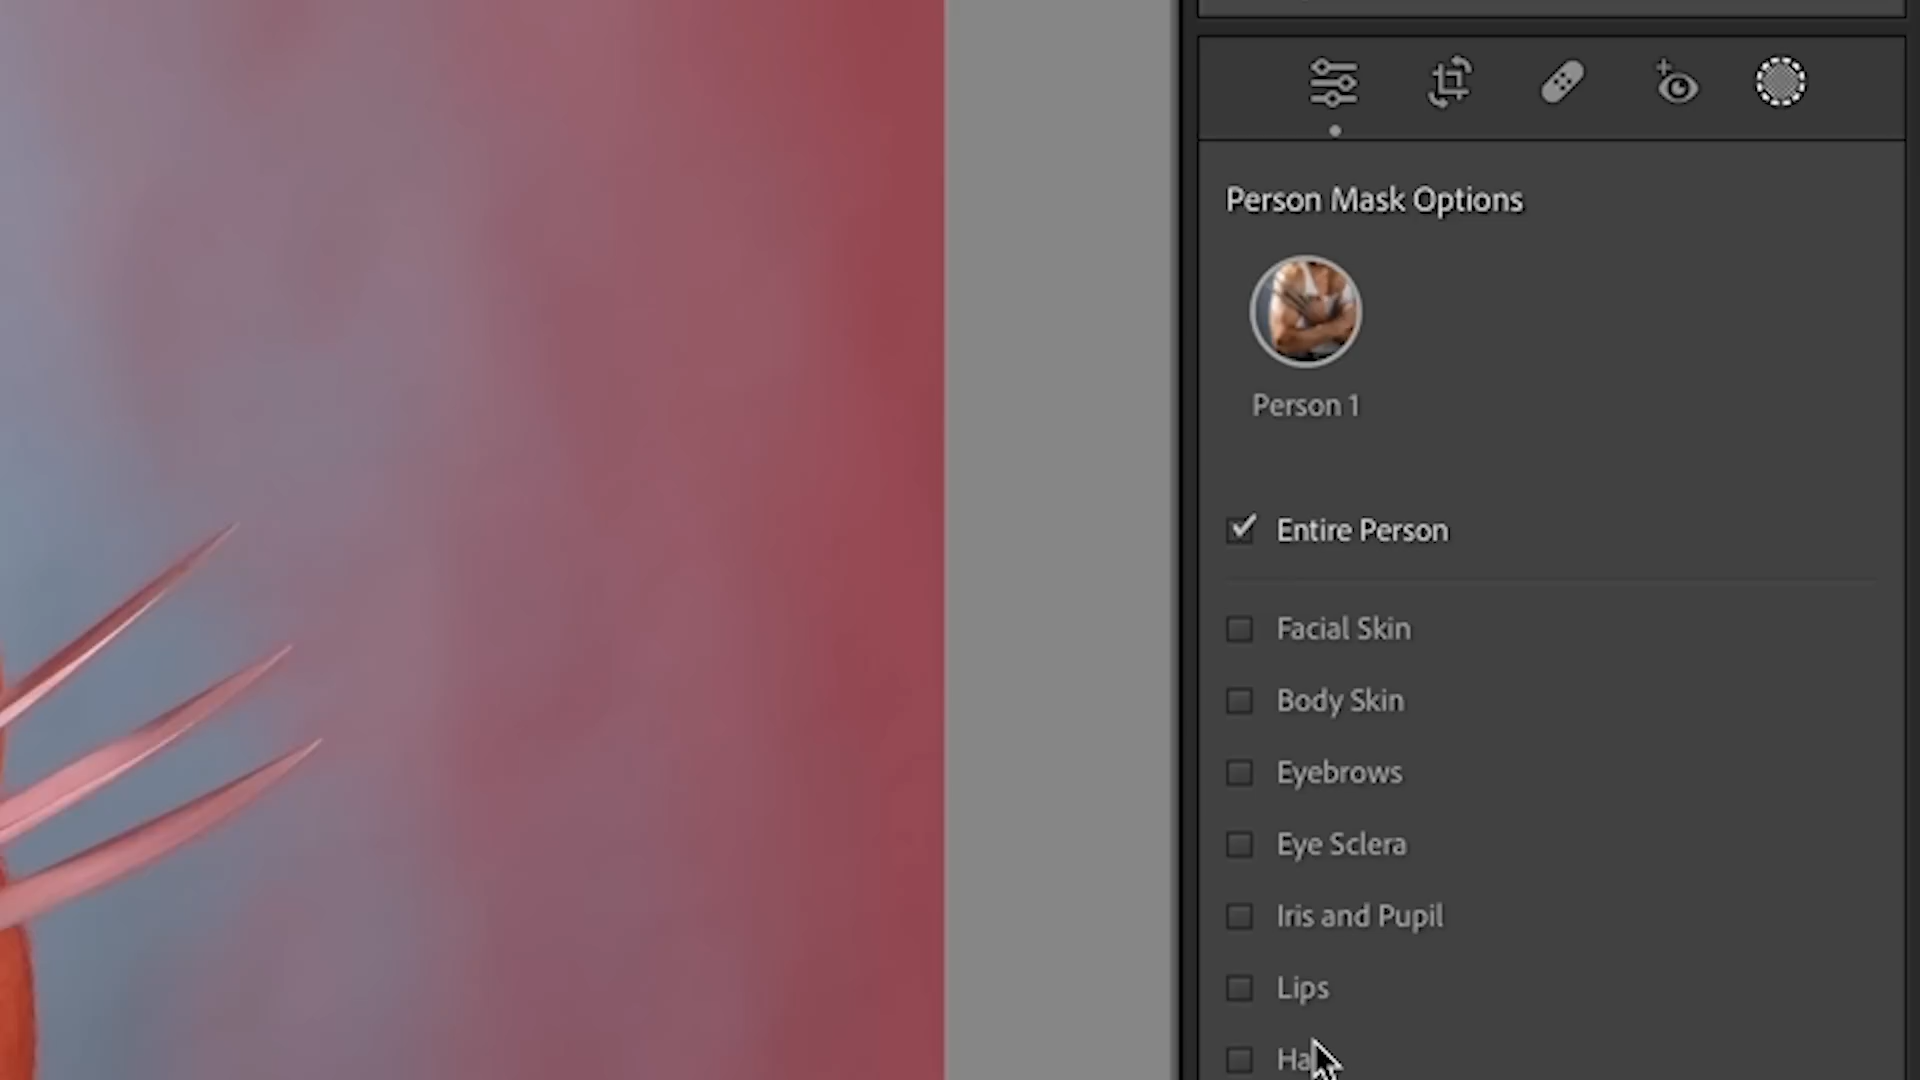 Person Mask Options
Person 1
Entire Person
Facial Skin
Body Skin
Eyebrows
Eye Sclera
Iris and Pupil
Lips